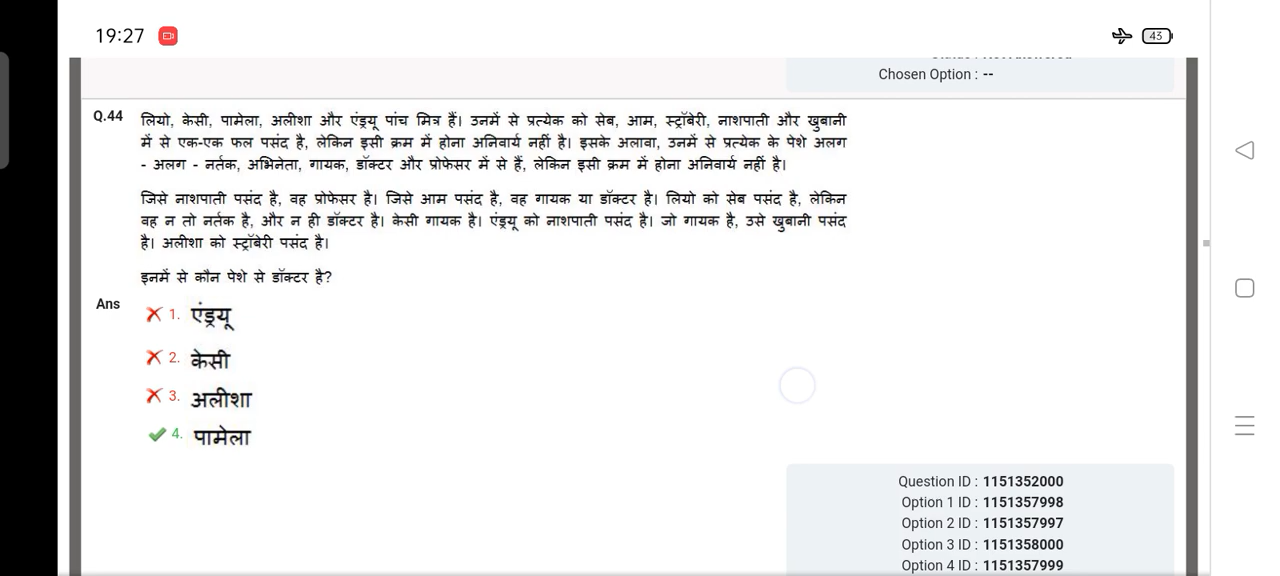 19:27
43
Chosen Option : --
Q.44
लियो, केसी, पामेला, अलीशा और एंड्रयू पांच मित्र हैं। उनमें से प्रत्येक को सेब, आम, स्ट्रॉबेरी, नाशपाती और खुबानी
में से एक-एक फल पसंद है, लेकिन इसी क्रम में होना अनिवार्य नहीं है। इसके अलावा, उनमें से प्रत्येक के पेशे अलग
- अलग - नर्तक, अभिनेता, गायक, डॉक्टर और प्रोफेसर में से हैं, लेकिन इसी क्रम में होना अनिवार्य नहीं है।
जिसे नाशपाती पसंद है, वह प्रोफेसर है। जिसे आम पसंद है, वह गायक या डॉक्टर है। लियो को सेब पसंद है, लेकिन
वह न तो नर्तक है, और न ही डॉक्टर है। केसी गायक है। एंड्रयू को नाशपाती पसंद है। जो गायक है, उसे खुबानी पसंद
है। अलीशा को स्ट्रॉबेरी पसंद है।
इनमें से कौन पेशे से डॉक्टर है?
Ans
1. एंड्रयू
2. केसी
3. अलीशा
4. पामेला
Question ID : 1151352000
Option 1 ID : 1151357998
Option 2 ID : 1151357997
Option 3 ID : 1151358000
Option 4 ID : 1151357999